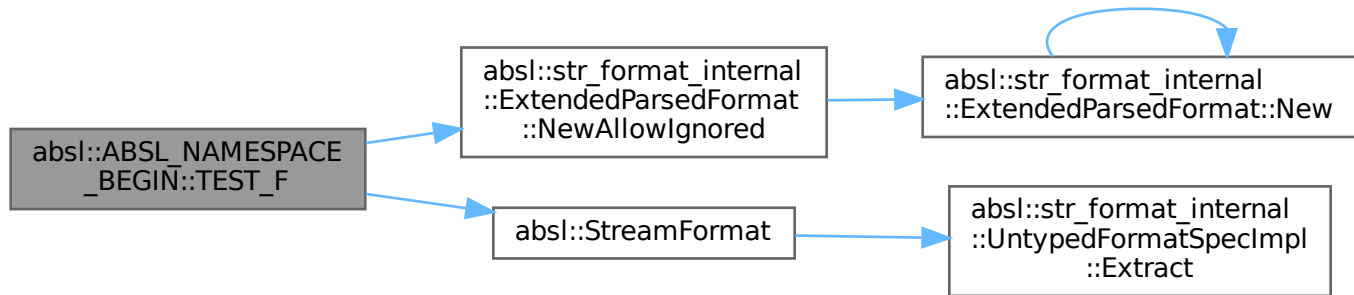 absl::ABSL_NAMESPACE
_BEGIN::TEST_F
absl::str_format_internal
::ExtendedParsedFormat
::NewAllowIgnored
absl::str_format_internal
::ExtendedParsedFormat::New
absl::StreamFormat
absl::str_format_internal
::UntypedFormatSpecImpl
::Extract